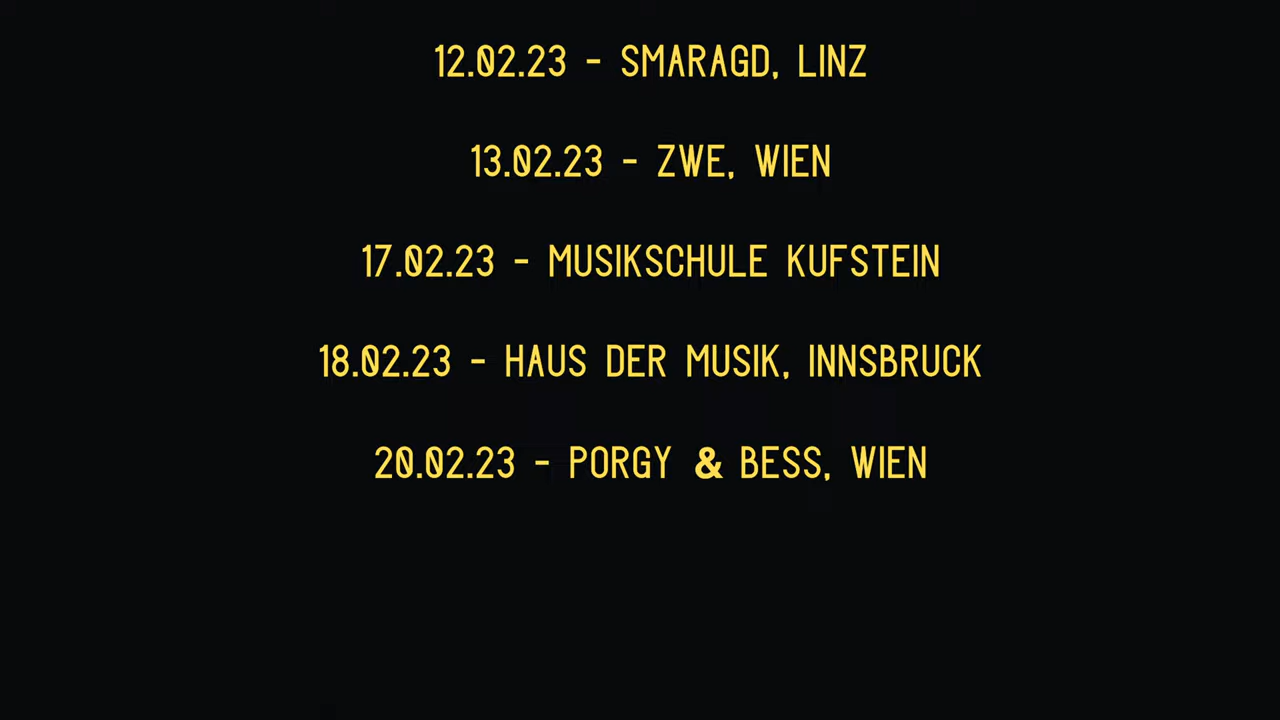 12.02.23 - SMARAGD, LINZ
13.02.23 - ZWE, WIEN
17.02.23 - MUSIKSCHULE KUFSTEIN
18.02.23 - HAUS DER MUSIK, INNSBRUCK
20.02.23 - PORGY & BESS, WIEN